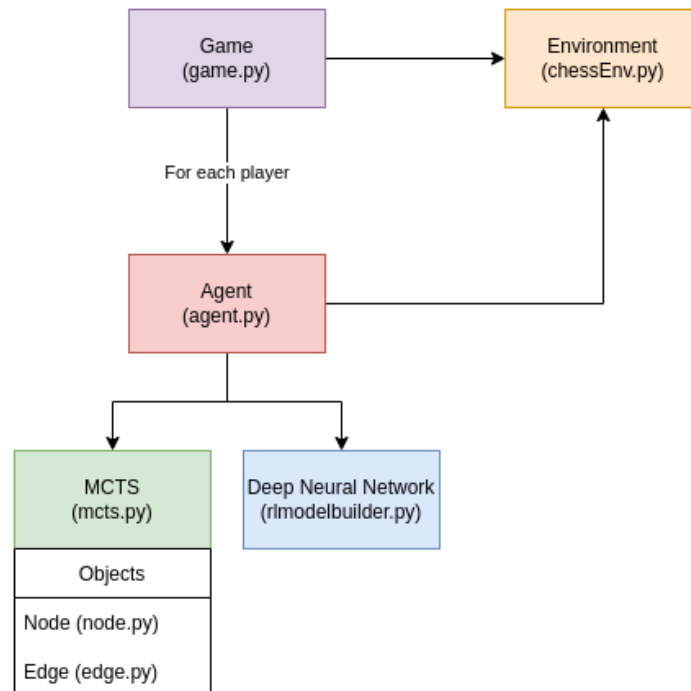 Game
(game.py)
Environment
(chessEnv.py)
For each player
Agent
(agent.py)
MCTS
(mcts.py)
Deep Neural Network
(rlmodelbuilder.py)
Objects
Node (node.py)
Edge (edge.py)